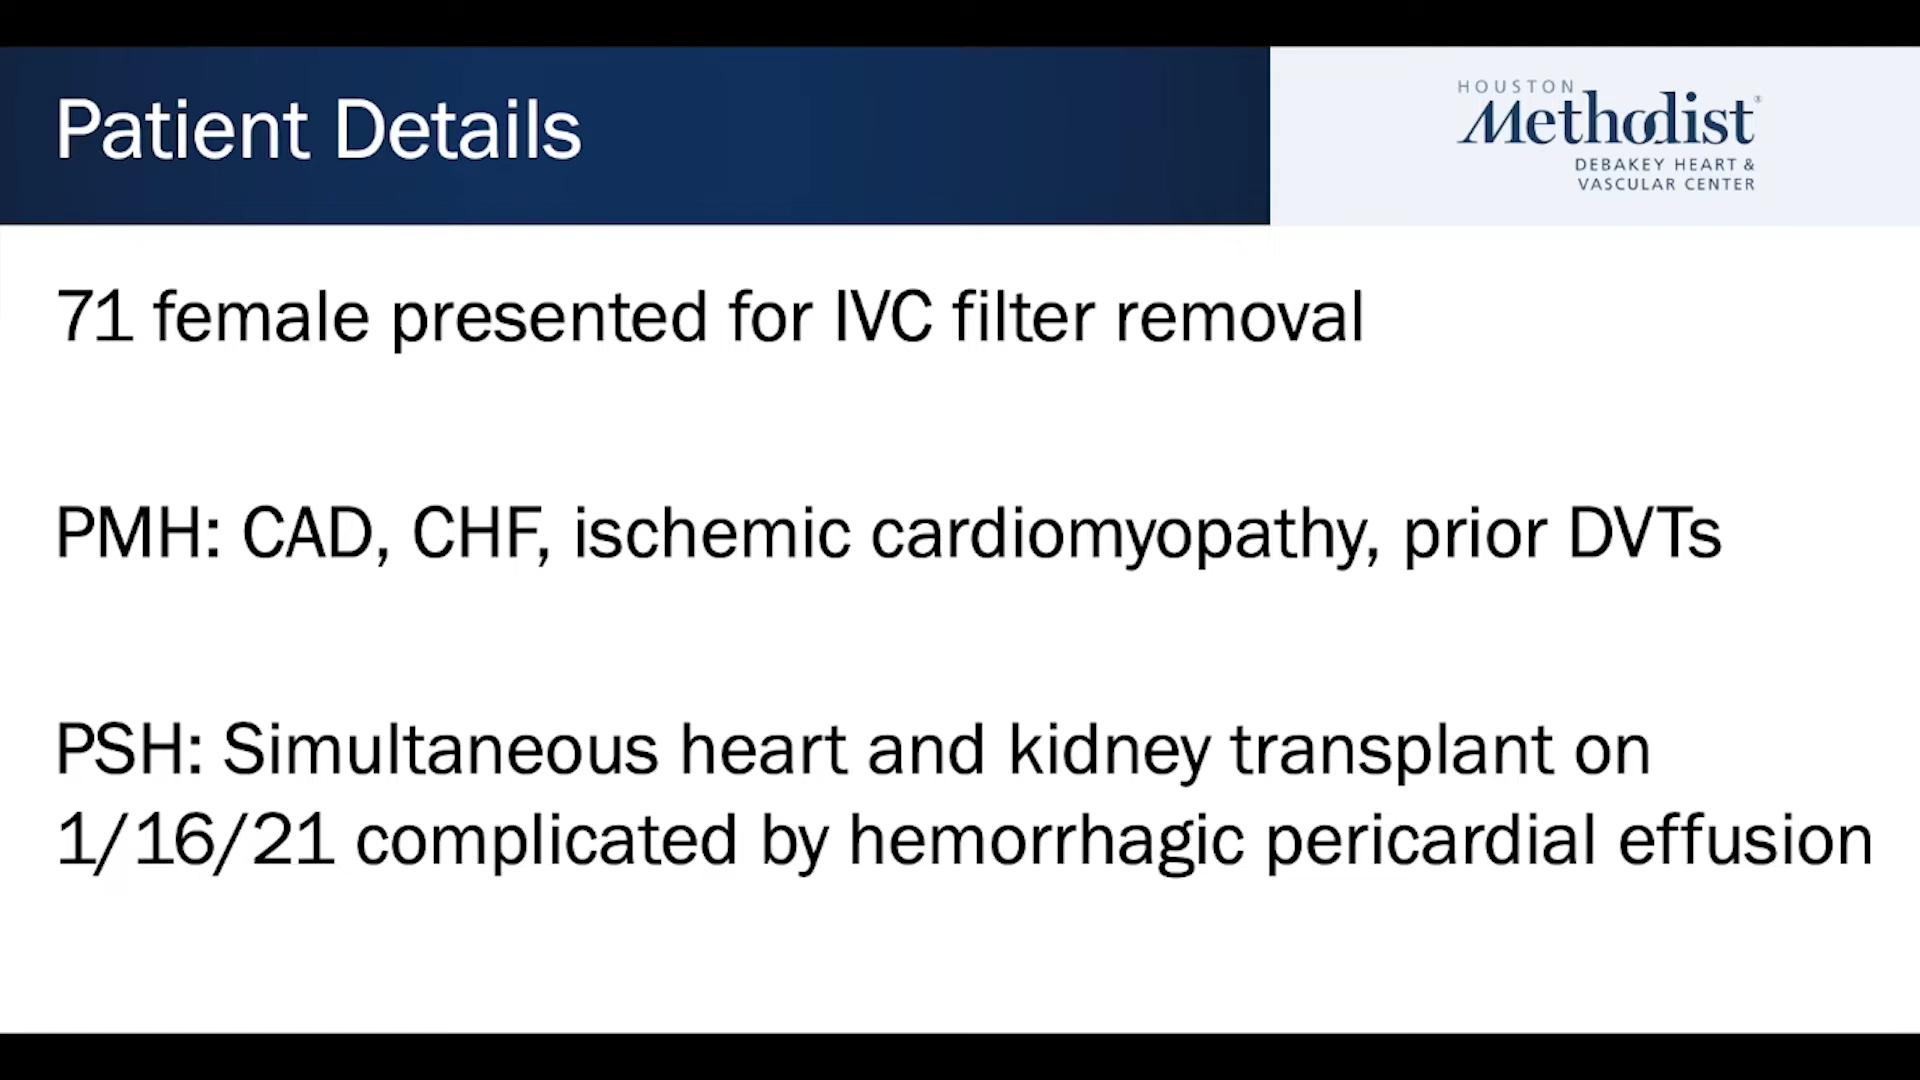 Patient Details
HOUSTON
Methodist®
DEBAKEY HEART &
VASCULAR CENTER
71 female presented for IVC filter removal
PMH: CAD, CHF, ischemic cardiomyopathy, prior DVTs
PSH: Simultaneous heart and kidney transplant on
1/16/21 complicated by hemorrhagic pericardial effusion